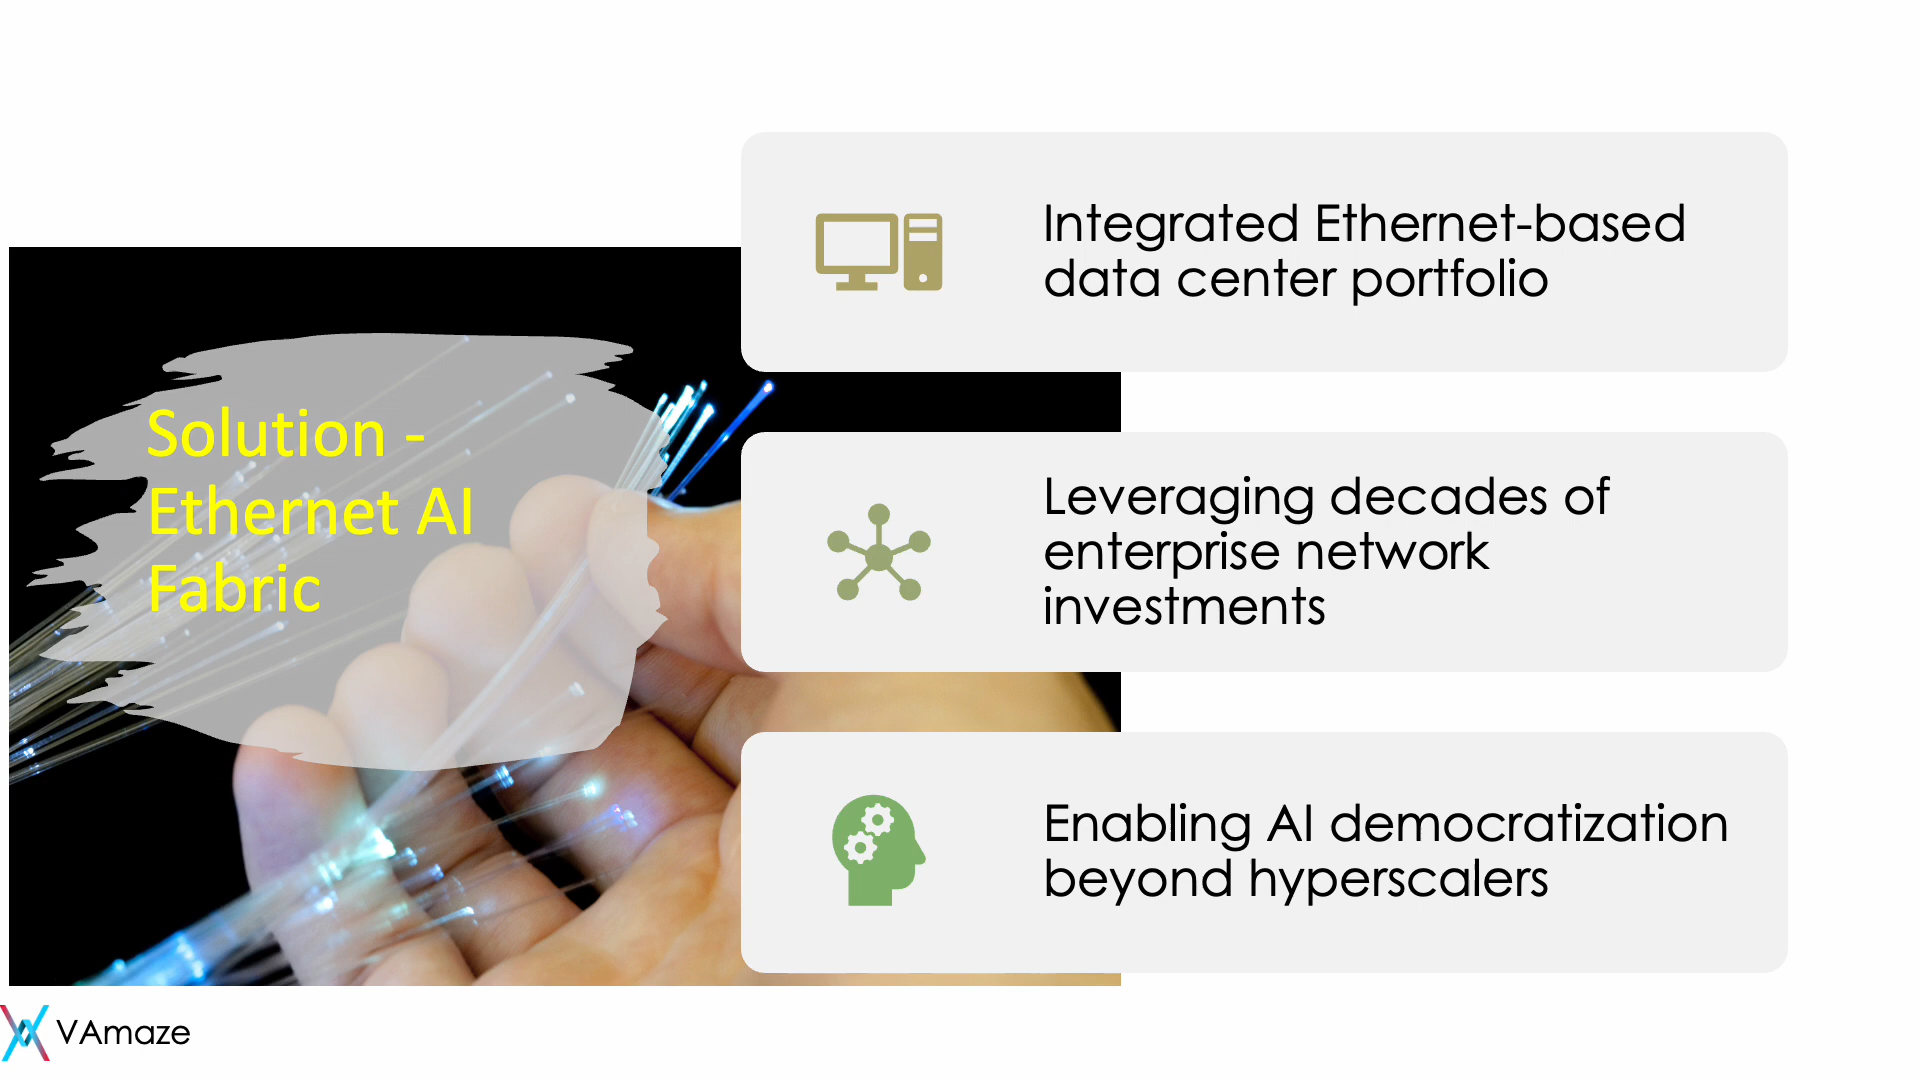 Solution -
Ethernet AI
Fabric
Integrated Ethernet-based
data center portfolio
Leveraging decades of
enterprise network
investments
Enabling AI democratization
beyond hyperscalers
VAmaze